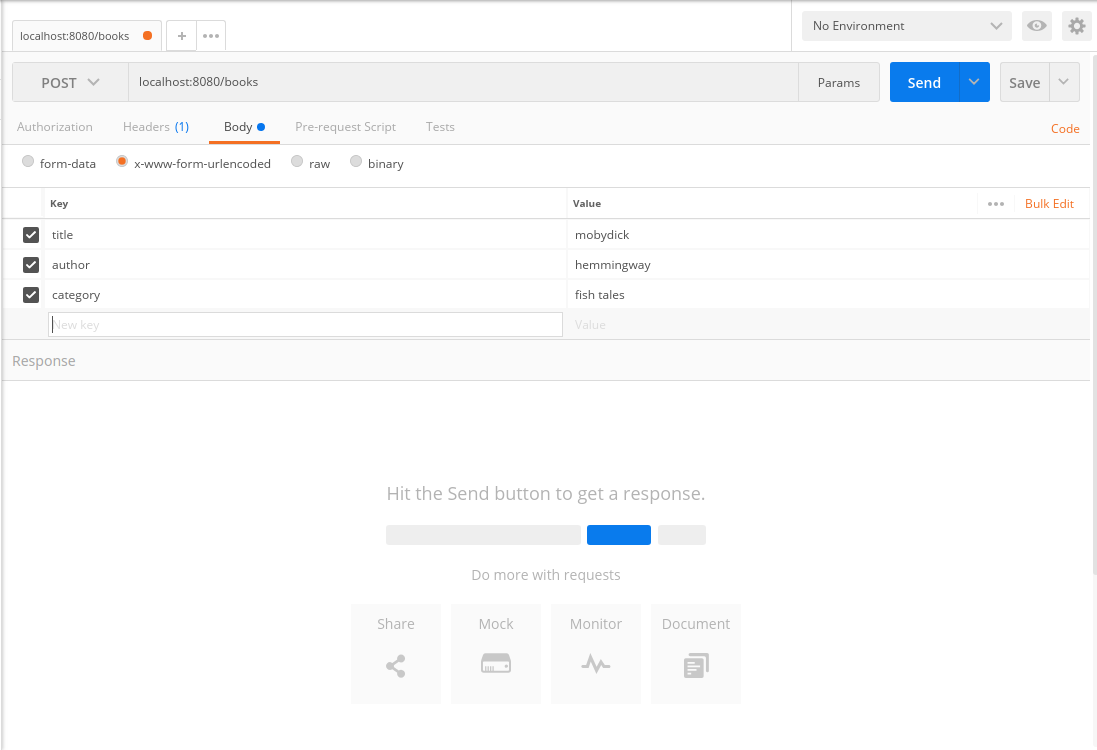 localhost:8080/books
No Environment
POST localhost:8080/books Params Send Save
Authorization Headers (1) Body Pre-request Script Tests Code
form-data x-www-form-urlencoded raw binary
Key Value Bulk Edit
title mobydick
author hemmingway
category fish tales
New key Value
Response
Hit the Send button to get a response.
Do more with requests
Share Mock Monitor Document